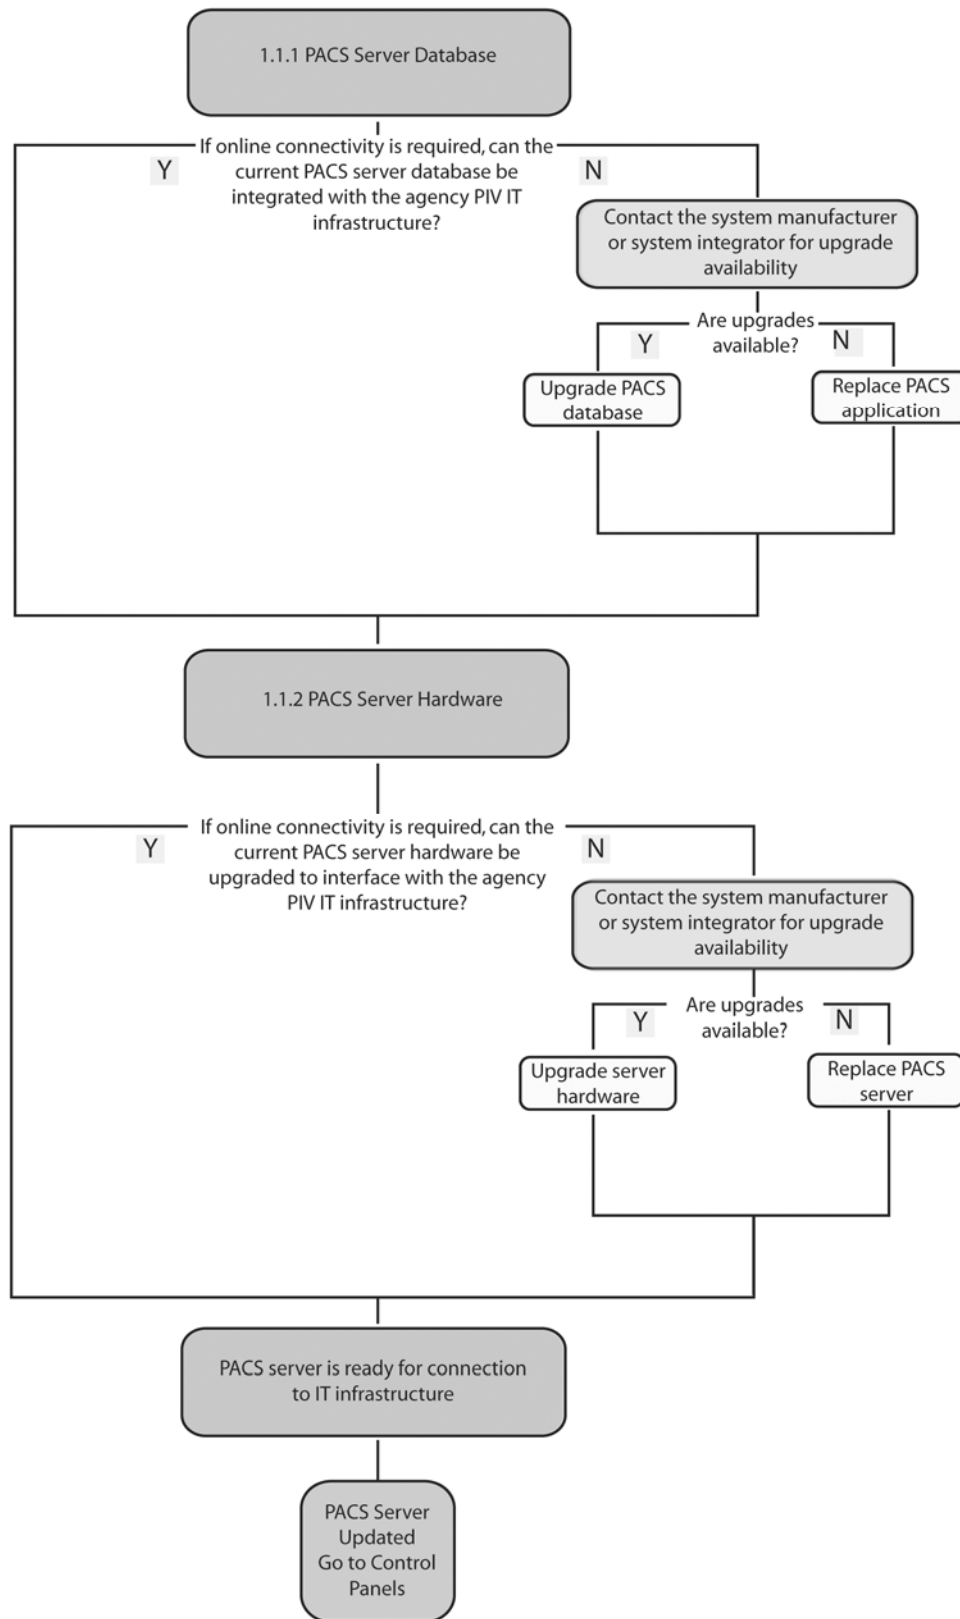 1.1.1 PACS Server Database
If online connectivity is required, can the
current PACS server database be
integrated with the agency PIV IT
infrastructure?
Y
N
Contact the system manufacturer
or system integrator for upgrade
availability
Are upgrades
available?
Y
N
Upgrade PACS
database
Replace PACS
application
1.1.2 PACS Server Hardware
If online connectivity is required, can the
current PACS server hardware be
upgraded to interface with the agency
PIV IT infrastructure?
Y
N
Contact the system manufacturer
or system integrator for upgrade
availability
Are upgrades
available?
Y
N
Upgrade server
hardware
Replace PACS
server
PACS server is ready for connection
to IT infrastructure
PACS Server
Updated
Go to Control
Panels